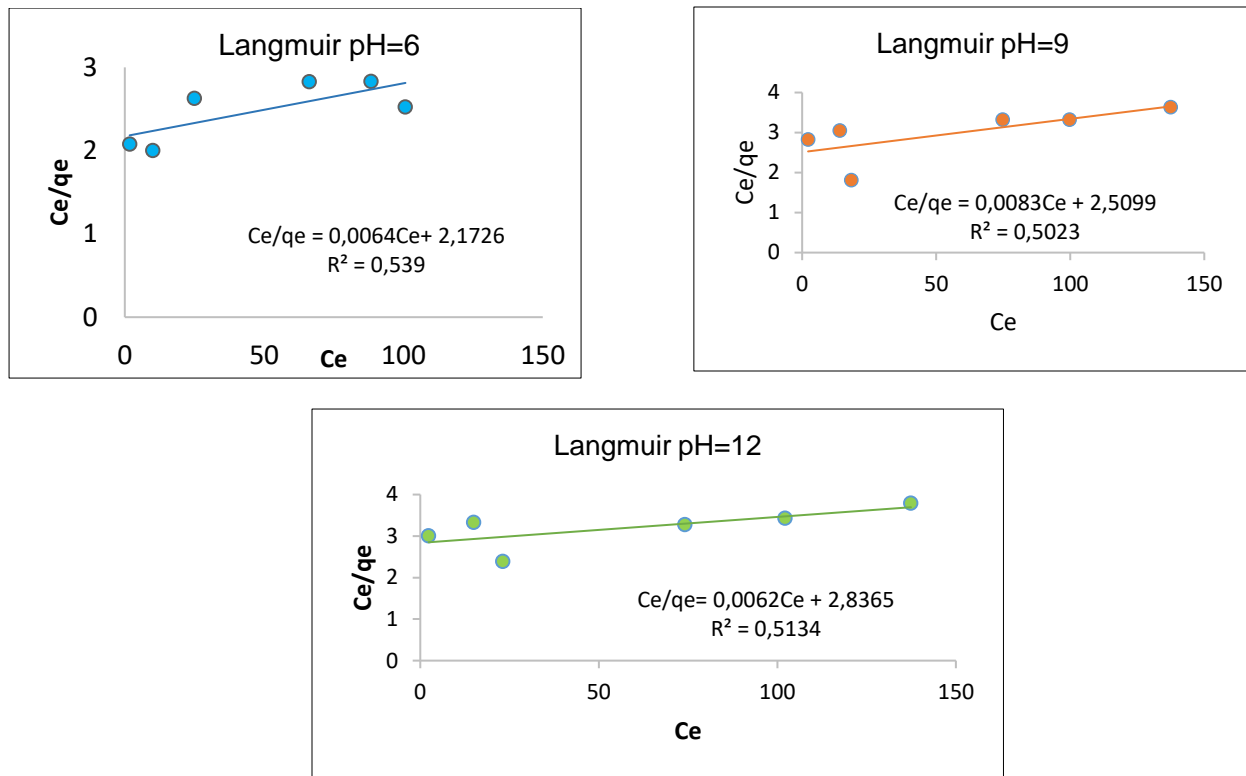 Langmuir pH=6
3
2
1
0
Ce/qe
Ce/qe = 0,0064Ce+ 2,1726
R² = 0,539
0 50 100 150
Ce
Langmuir pH=9
4
3
2
1
0
Ce/qe
Ce/qe = 0,0083Ce + 2,5099
R² = 0,5023
0 50 100 150
Ce
Langmuir pH=12
4
3
2
1
0
Ce/qe
Ce/qe= 0,0062Ce + 2,8365
R² = 0,5134
0 50 100 150
Ce